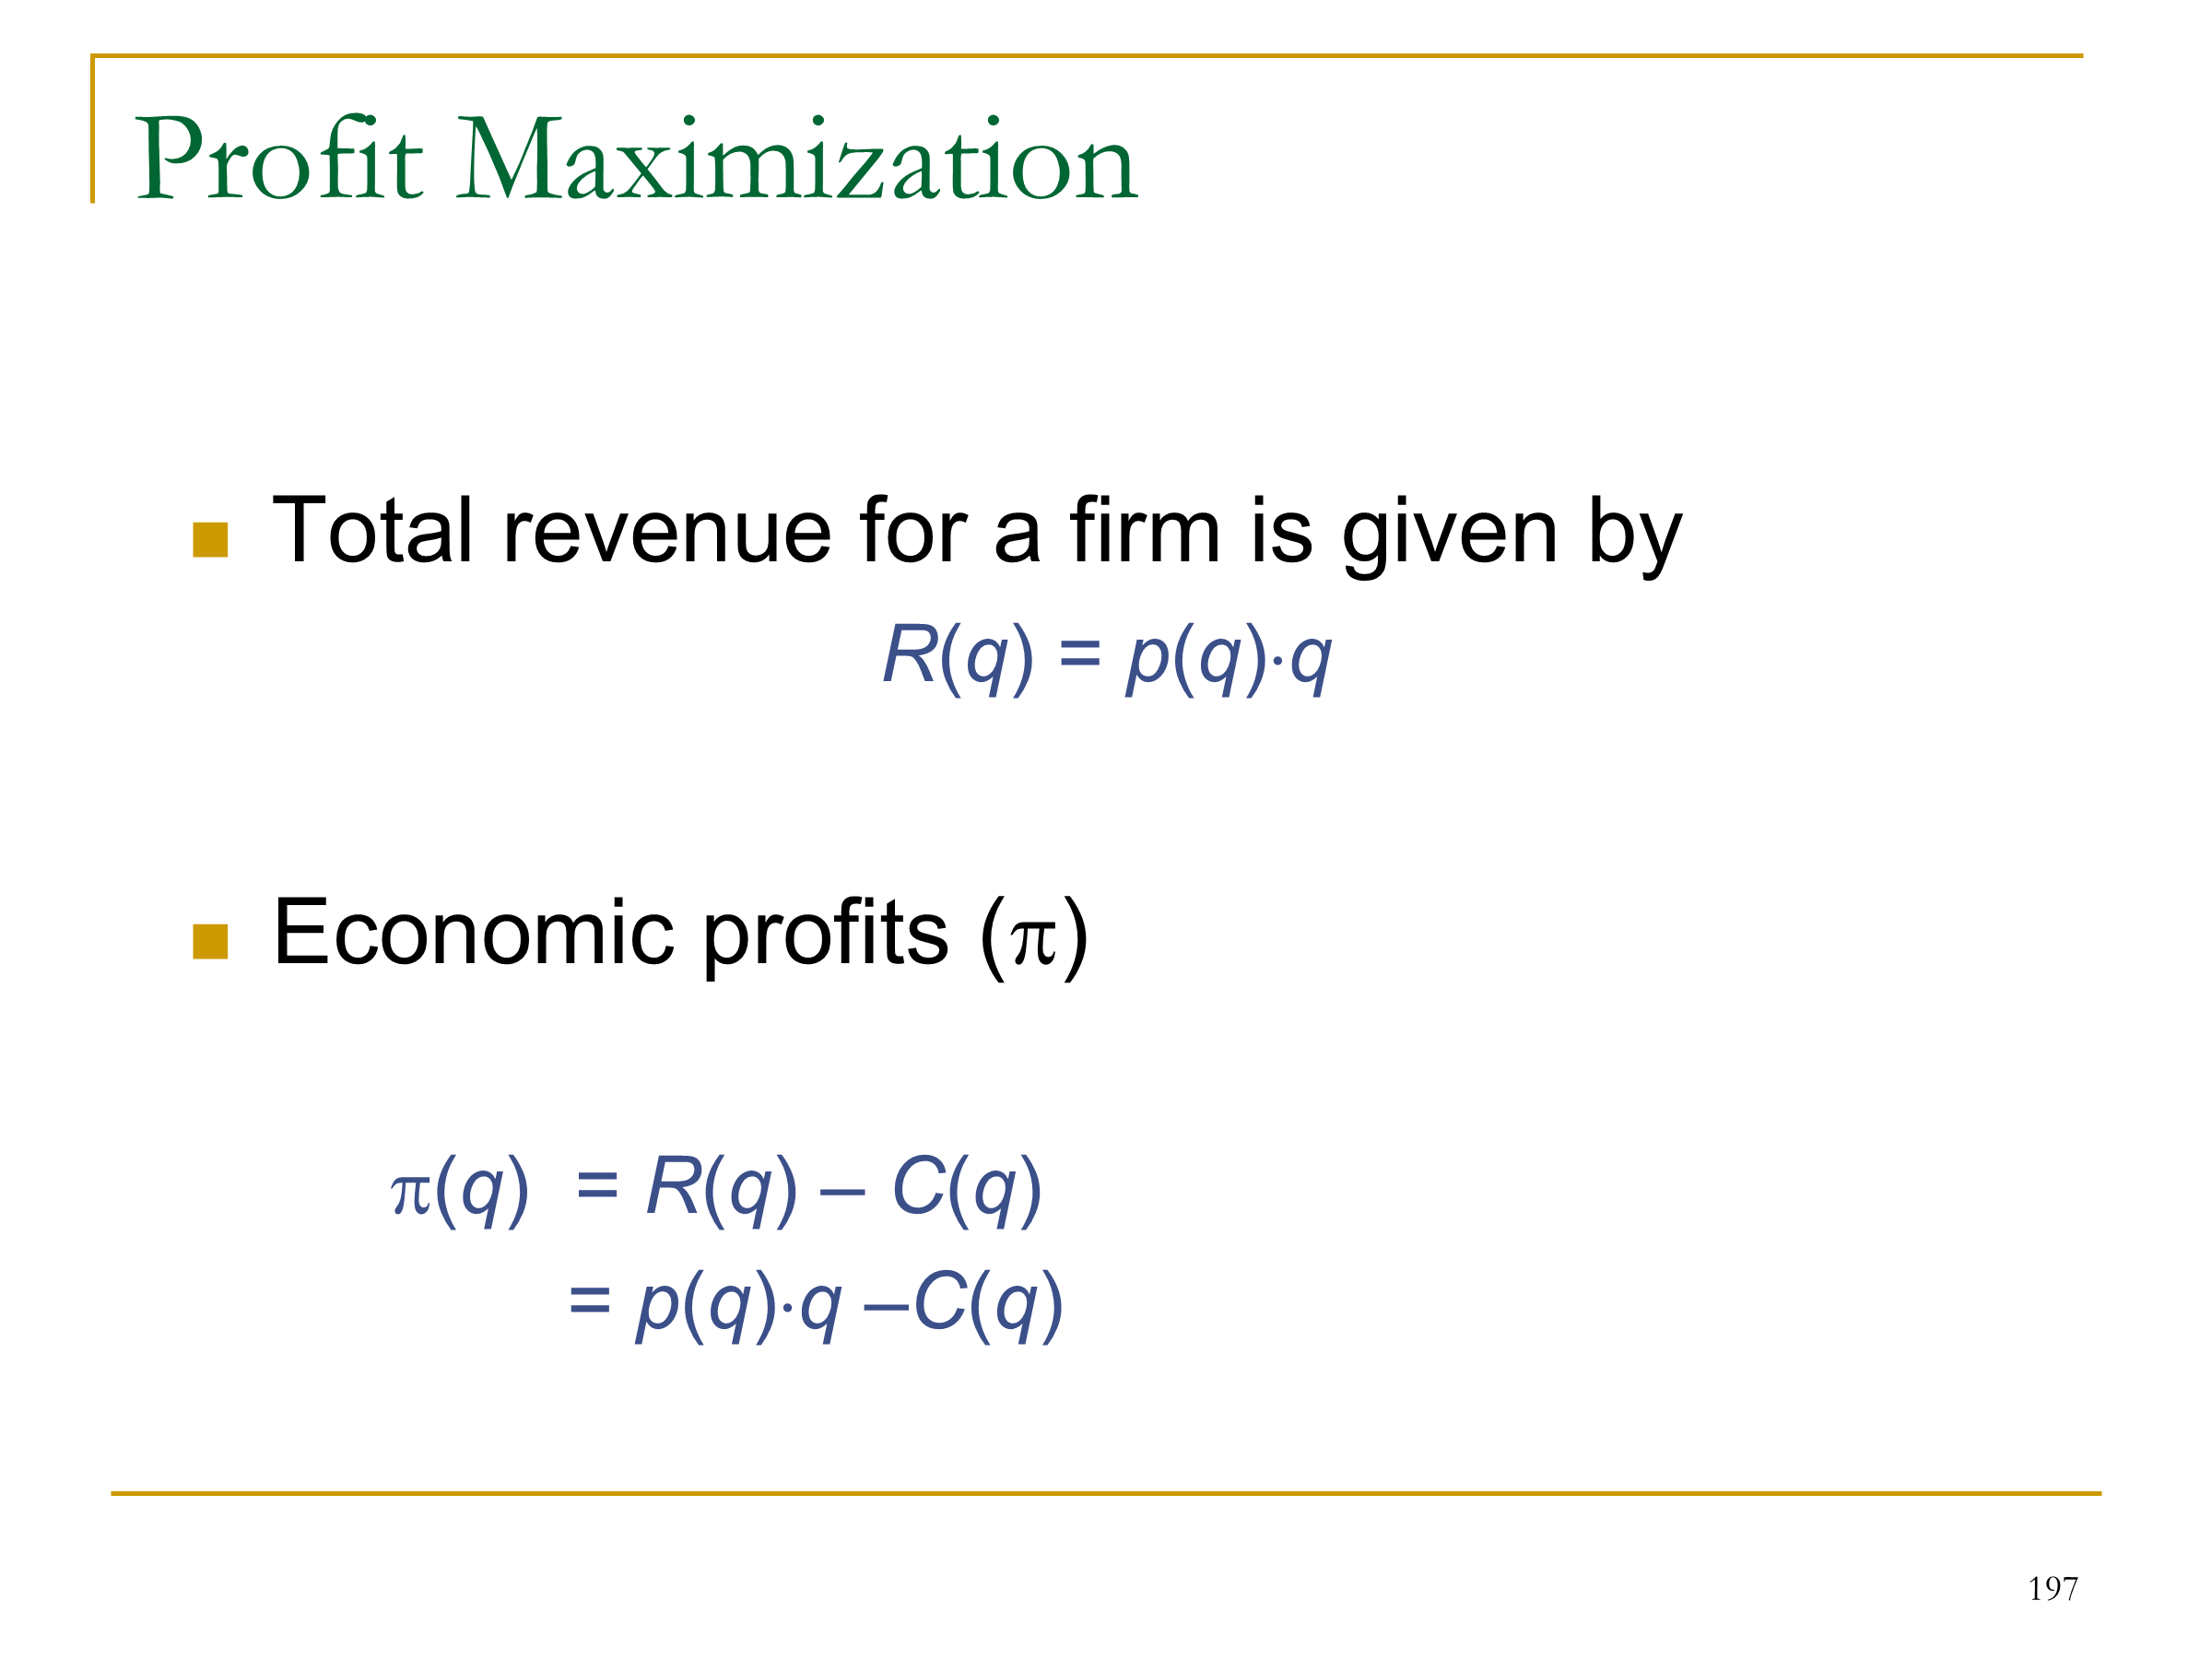 Profit Maximization
Total revenue for a firm is given by
R(q) = p(q)·q
Economic profits (π)
π(q) = R(q) – C(q)
= p(q)·q –C(q)
197